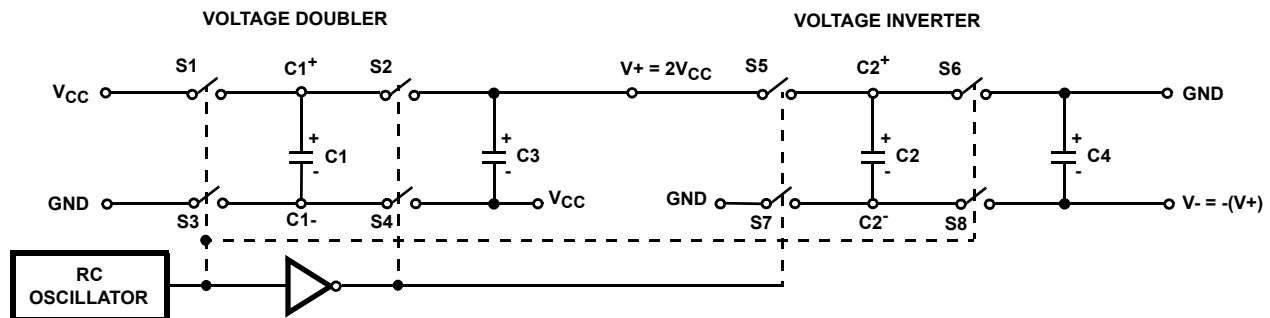 VOLTAGE DOUBLER
VOLTAGE INVERTER
S1
C1+
S2
V+ = 2VCC
S5
C2+
S6
VCC
GND
+
C1
-
+
C3
-
+
C2
-
+
C4
-
GND
S3
C1-
S4
VCC
GND
S7
C2-
S8
V- = -(V+)
RC
OSCILLATOR